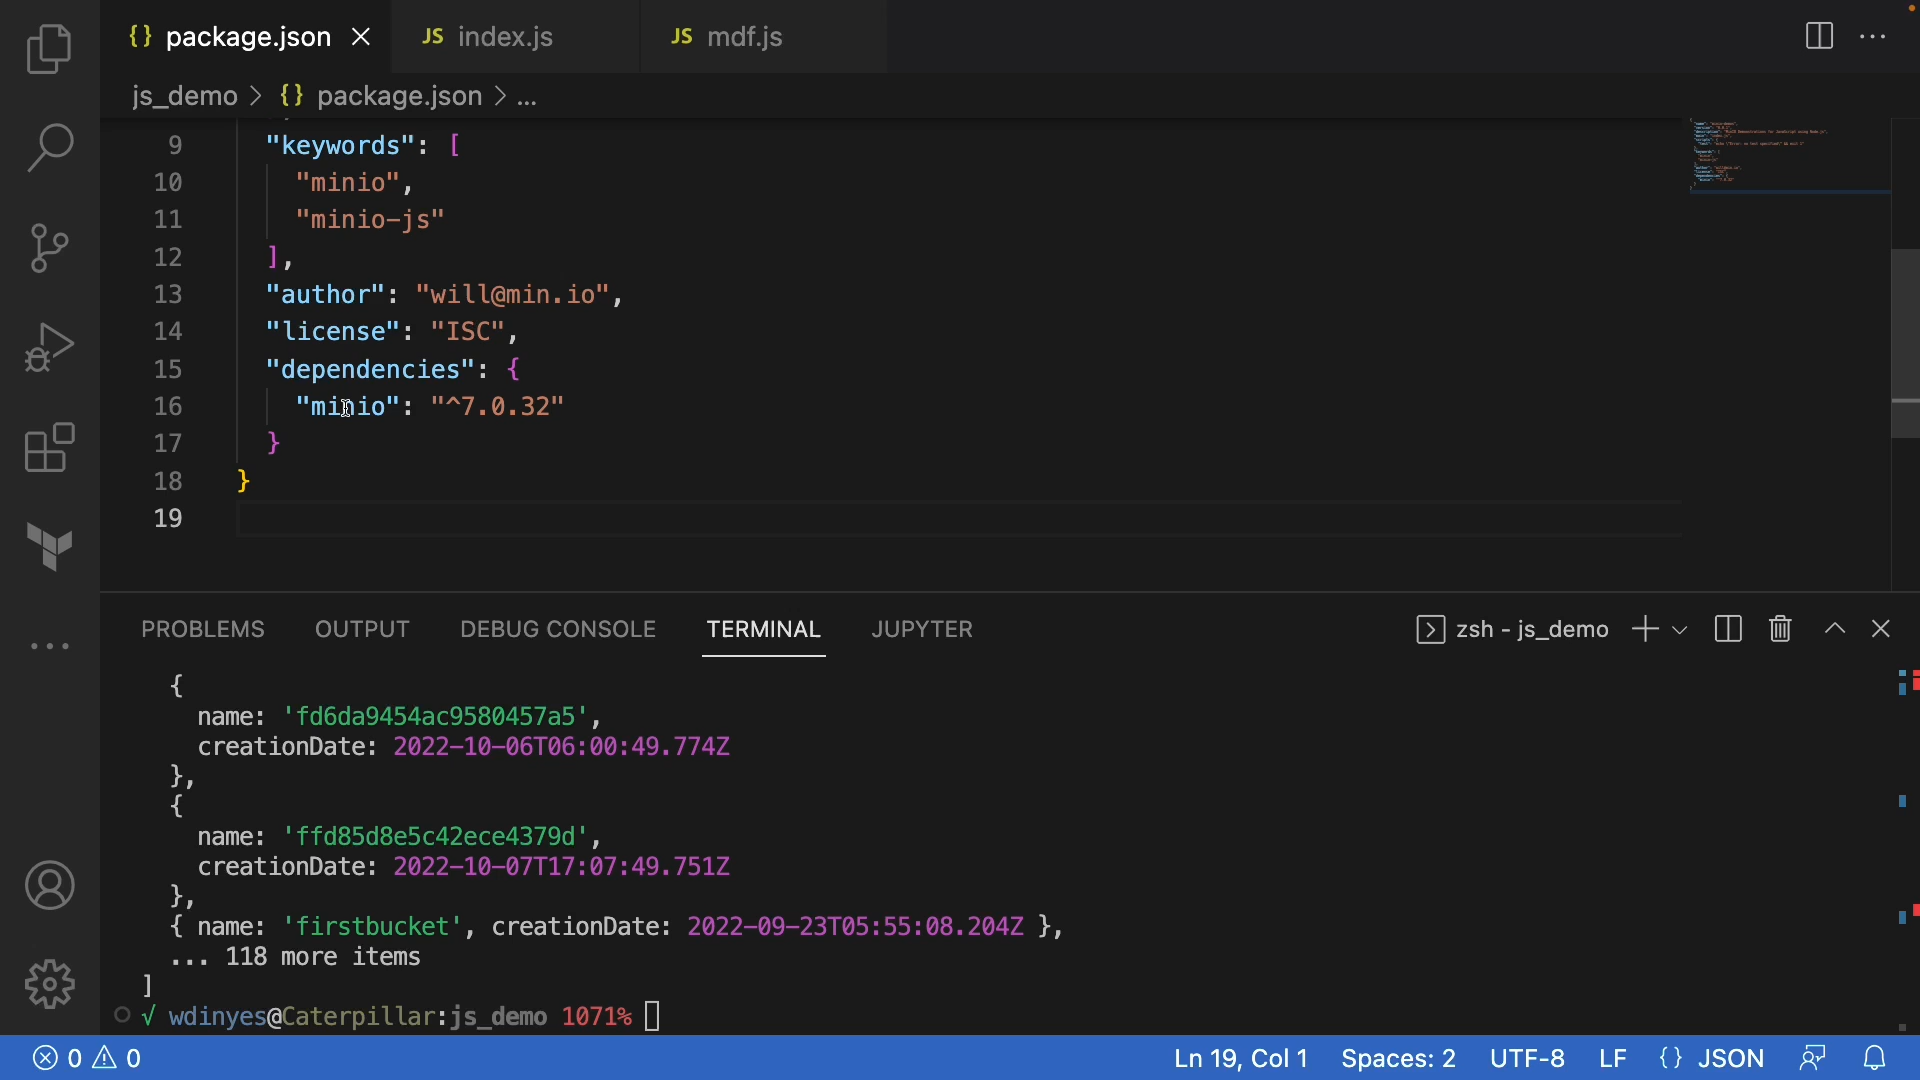 {} package.json
JS index.js
JS mdf.js
js_demo > {} package.json > ...
9 "keywords": [
10 "minio",
11 "minio-js"
12 ],
13 "author": "will@min.io",
14 "license": "ISC",
15 "dependencies": {
16 "minio": "^7.0.32"
17 }
18 }
19
PROBLEMS OUTPUT DEBUG CONSOLE TERMINAL JUPYTER zsh - js_demo
{
name: 'fd6da9454ac9580457a5',
creationDate: 2022-10-06T06:00:49.774Z
},
{
name: 'ffd85d8e5c42ece4379d',
creationDate: 2022-10-07T17:07:49.751Z
},
{ name: 'firstbucket', creationDate: 2022-09-23T05:55:08.204Z },
... 118 more items
]
√ wdinyes@Caterpillar:js_demo 1071%
0 0 Ln 19, Col 1 Spaces: 2 UTF-8 LF {} JSON